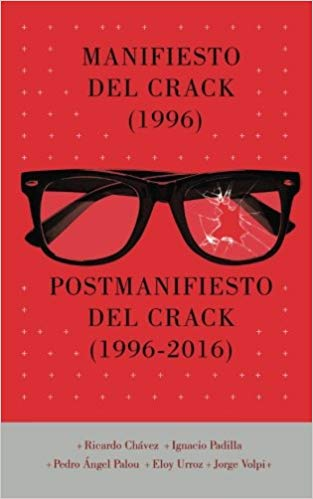 MANIFIESTO
DEL CRACK
(1996)
POSTMANIFIESTO
DEL CRACK
(1996-2016)
+Ricardo Chávez +Ignacio Padilla
+Pedro Ángel Palou +Eloy Urroz +Jorge Volpi+